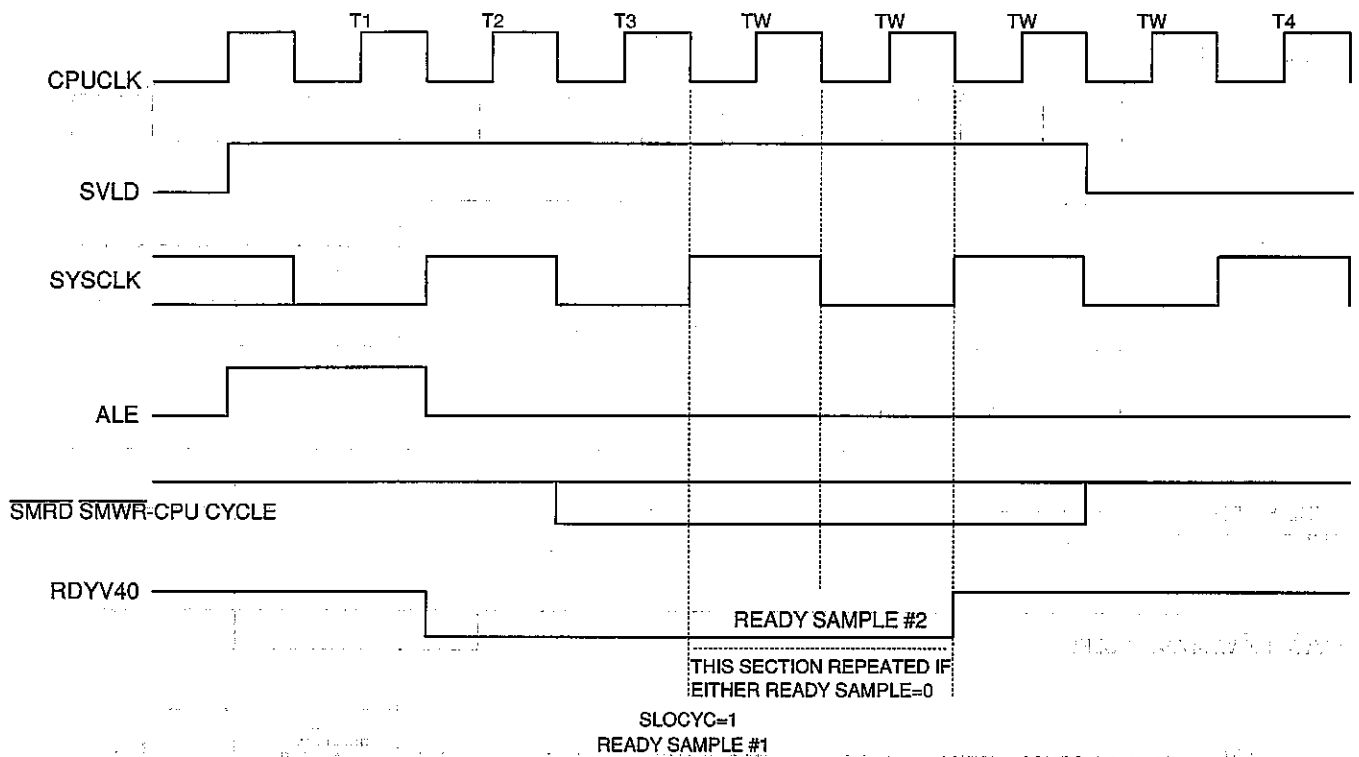 T1 T2 T3 TW TW TW TW T4
CPUCLK
SVLD
SYSCLK
ALE
SMRD SMWR-CPU CYCLE
RDYV40
READY SAMPLE #2
THIS SECTION REPEATED IF
EITHER READY SAMPLE=0
SLOCYC=1
READY SAMPLE #1